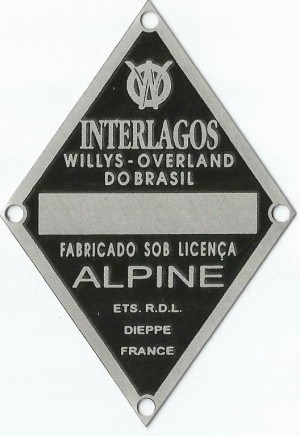 INTERLAGOS
WILLYS-OVERLAND
DO BRASIL
FABRICADO SOB LICENÇA
ALPINE
ETS. R.D.L.
DIEPPE
FRANCE